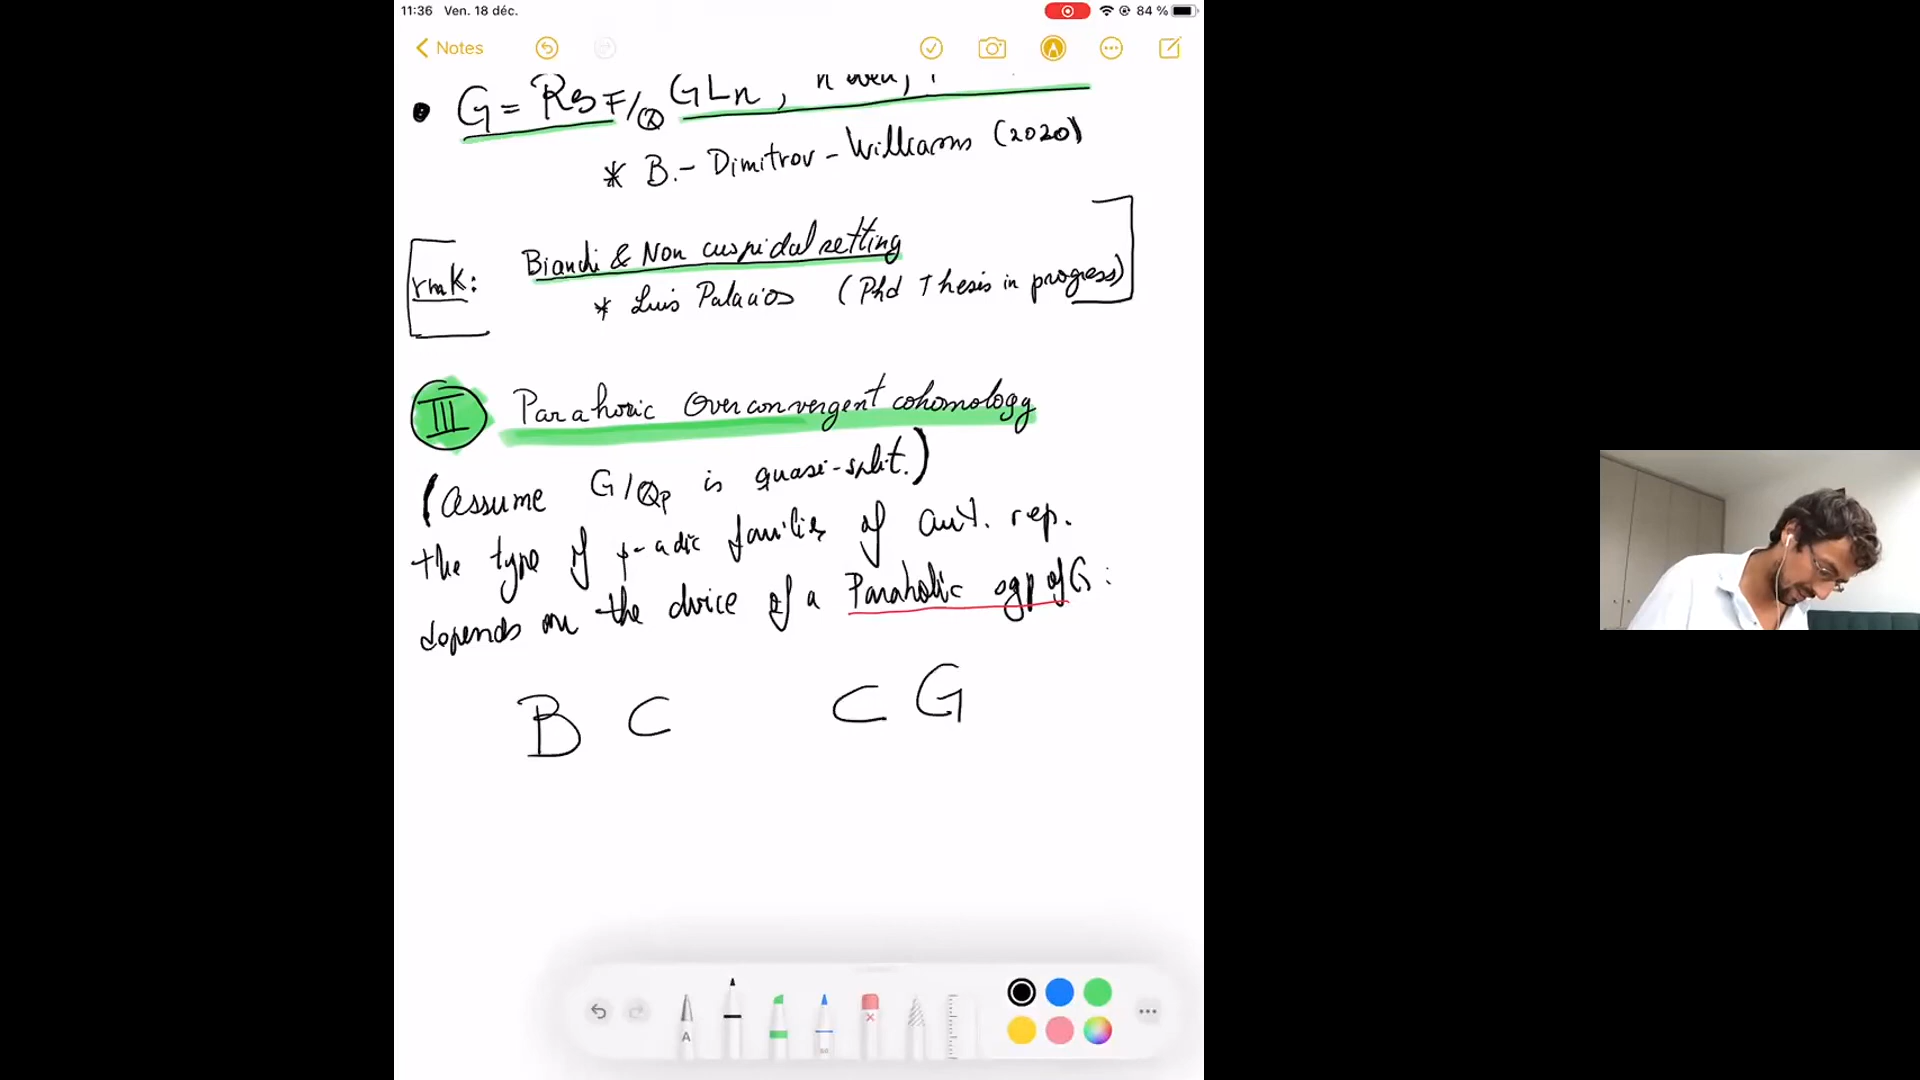 11:36 Ven. 18 déc. 84 %
Notes
• G = Res F/Q GLn, n even,
* B. - Dimitrov - Williams (2020)
rmk: Bianchi & Non cuspidal setting
* Luis Palacios (Phd Thesis in progress)
III Parahoric Overconvergent cohomology
(assume G/Qp is quasi-split.)
the type of p-adic families of aut. rep.
depends on the choice of a Parabolic sgp of G :
B ⊂ ⊂ G
A